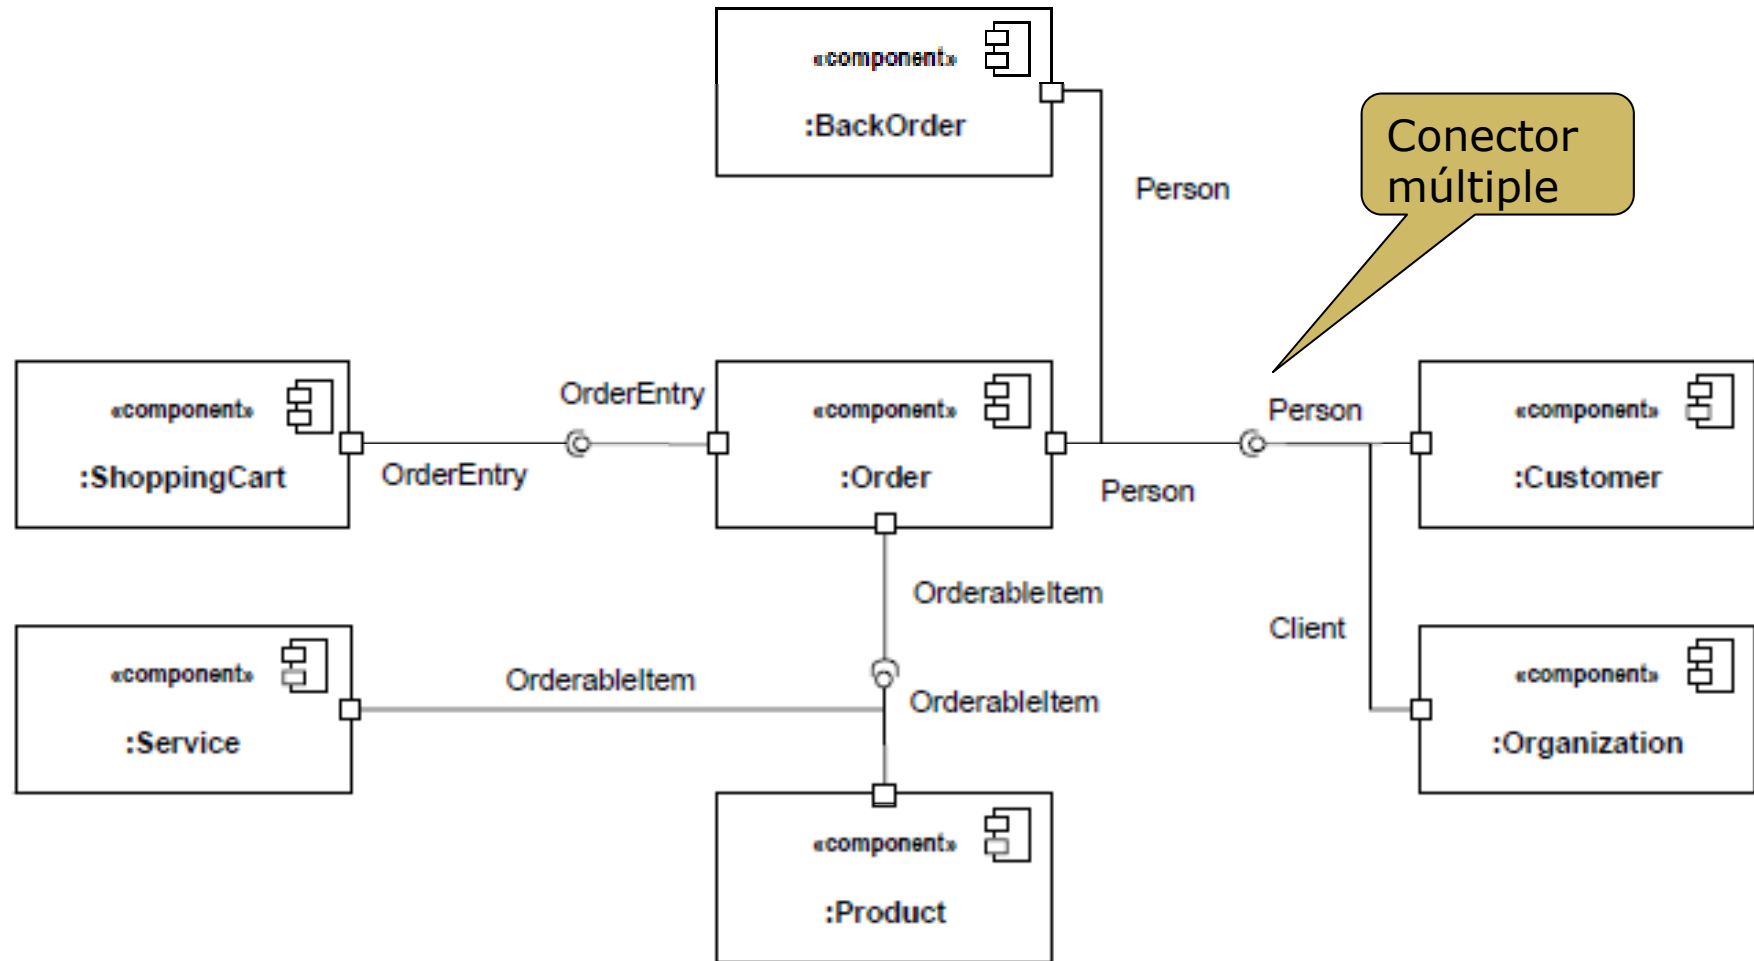 «component»
:BackOrder
Conector
múltiple
Person
«component»
:ShoppingCart
OrderEntry
OrderEntry
«component»
:Order
Person
Person
«component»
:Customer
OrderableItem
Client
«component»
:Service
OrderableItem
OrderableItem
«component»
:Organization
«component»
:Product